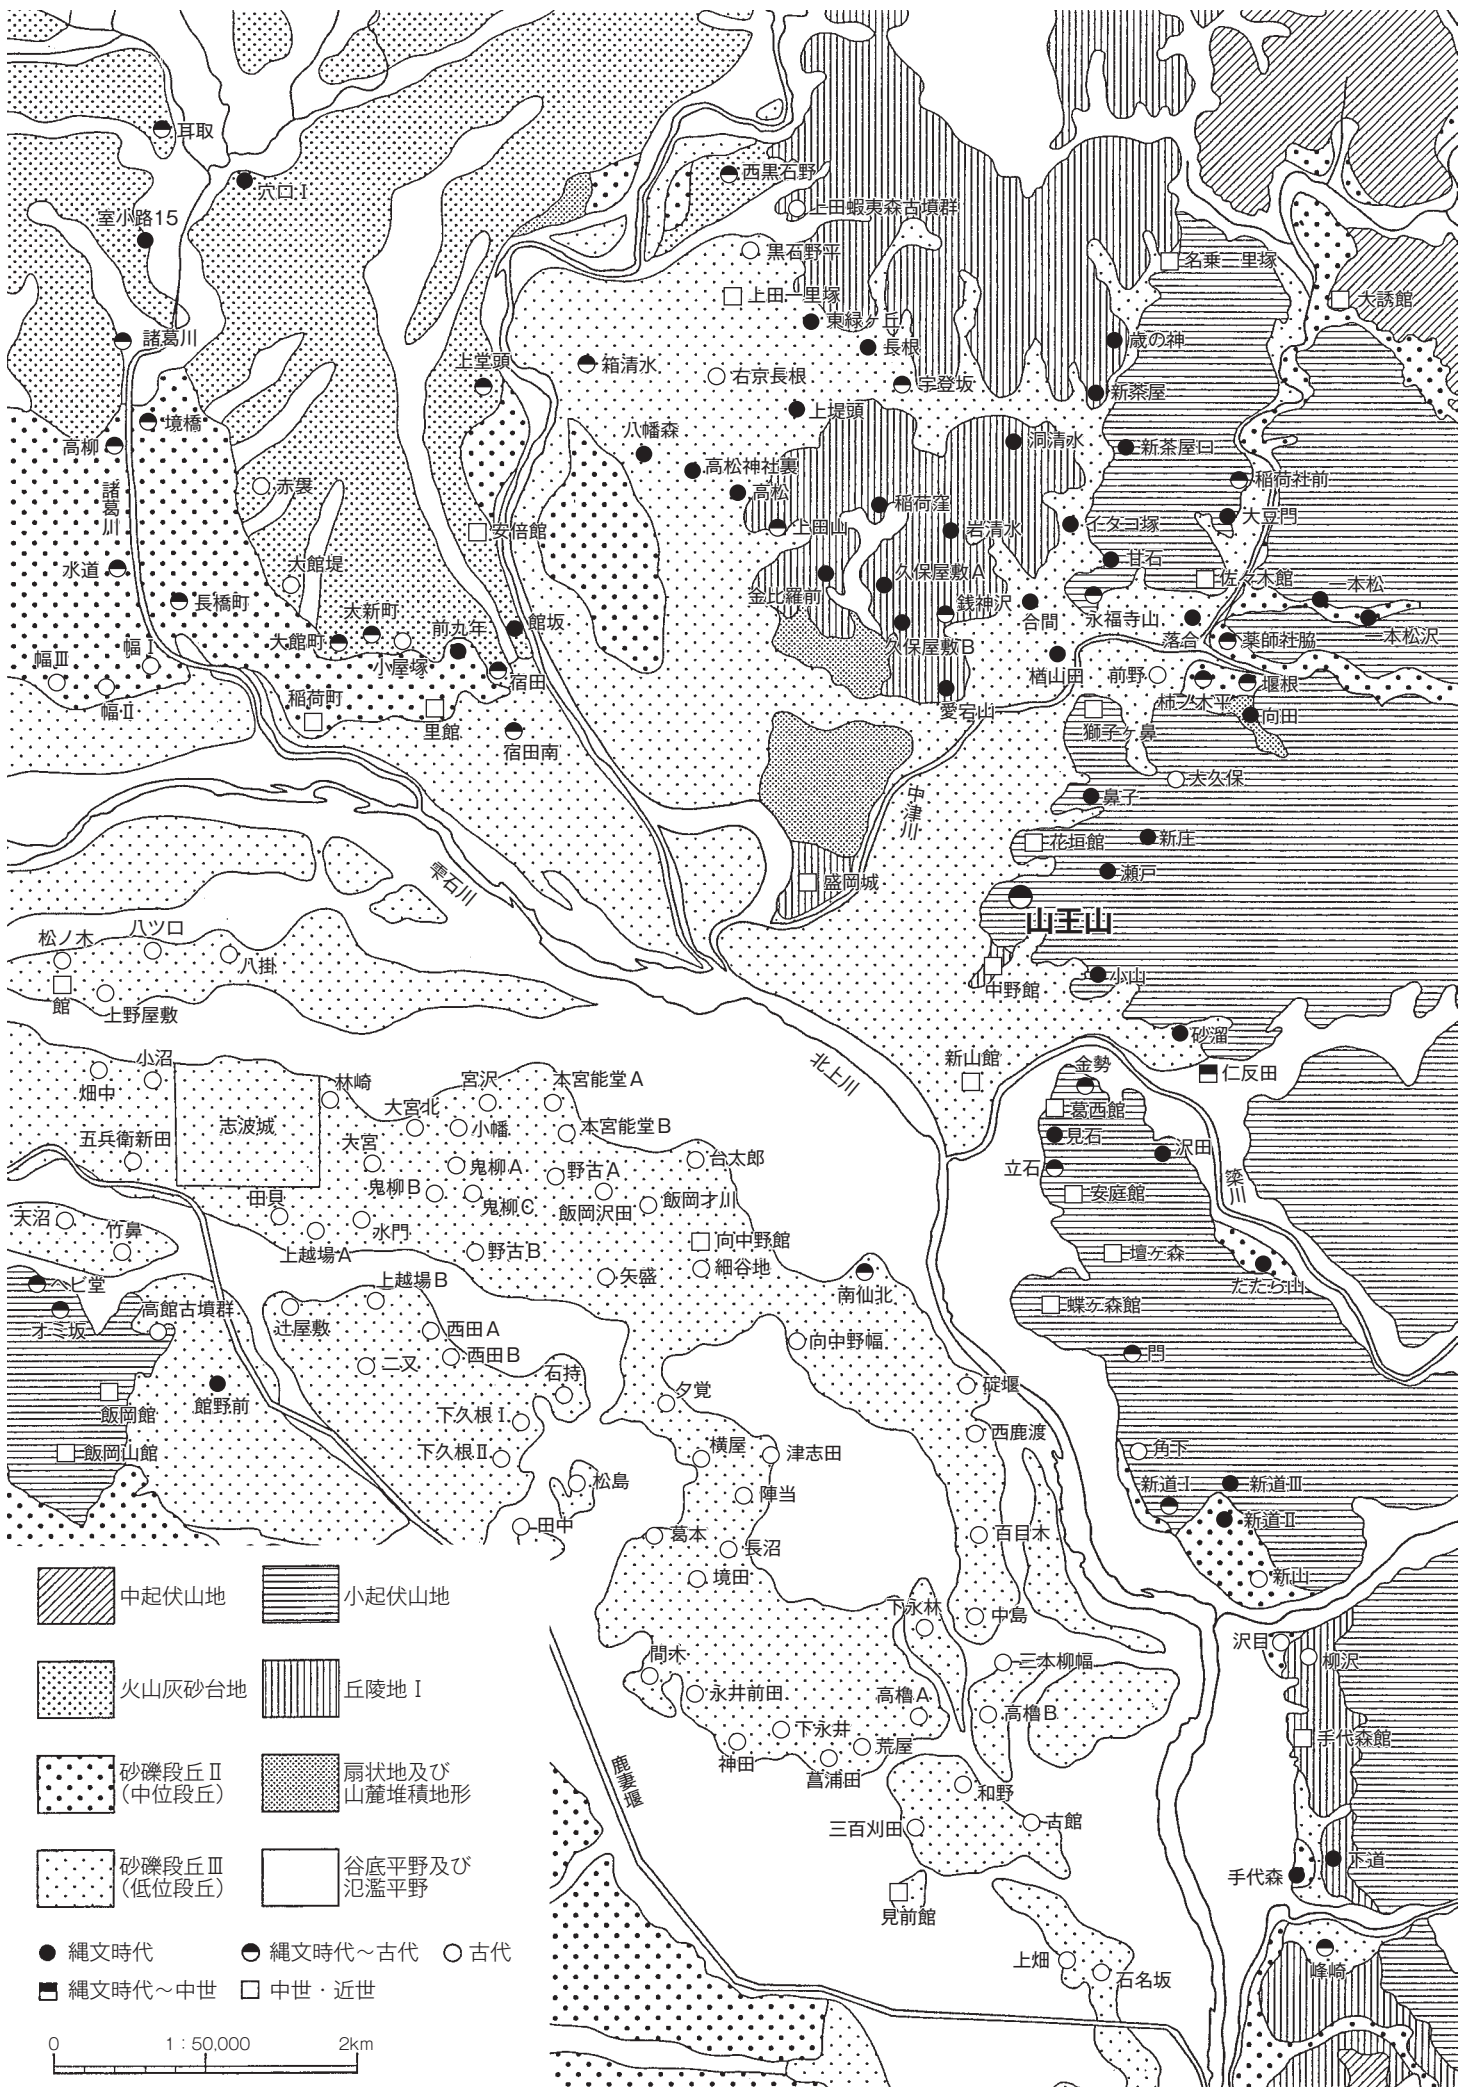 耳取
穴口Ⅰ
室小路15
諸葛川
西黒石野
上田蝦夷森古墳群
黒石野平
上田一里塚
東緑ヶ丘
長根
名乗二里塚
大誘館
歳の神
上堂頭
箱清水
右京長根
宇登坂
新茶屋
上堤頭
境橋
高柳
八幡森
高松神社裏
高松
洞清水
新茶屋口
稲荷社前
諸葛川
安倍館
上田山
稲荷窪
岩清水
イタコ塚
大豆門
水道
大館堤
長橋町
大新町
大館町
小屋塚
前九年
館坂
金比羅前
久保屋敷A
久保屋敷B
銭神沢
合間
甘石
永福寺山
佐々木館
一本松
落合
薬師社脇
一本松沢
幅Ⅲ
幅Ⅰ
幅Ⅱ
稲荷町
里館
宿田
宿田南
愛宕山
楢山田
前野
柿ノ木平
堰根
向田
獅子ヶ鼻
大久保
中津川
鼻子
花垣館
新庄
瀬戸
雫石川
盛岡城
山王山
松ノ木
八ツ口
八掛
館
上野屋敷
中野館
小山
砂溜
小沼
畑中
北上川
新山館
金勢
仁反田
葛西館
見石
沢田
立石
安庭館
簗川
林崎
宮沢
本宮能堂A
志波城
大宮北
小幡
本宮能堂B
五兵衛新田
大宮
鬼柳A
野古A
台太郎
鬼柳B
鬼柳C
飯岡沢田
飯岡才川
田貝
天沼
竹鼻
上越場A
水門
野古B
向中野館
細谷地
矢盛
南仙北
壇ヶ森
たたら山
蝶ヶ森館
ヘビ堂
オミ坂
高館古墳群
辻屋敷
上越場B
西田A
西田B
二又
石持
向中野幅
門
飯岡館
館野前
夕覚
碇堰
下久根Ⅰ
飯岡山館
下久根Ⅱ
横屋
津志田
西鹿渡
角下
松島
陣当
新道Ⅰ
新道Ⅲ
新道Ⅱ
田中
葛本
長沼
百目木
境田
新山
下永林
中島
間木
永井前田
三本柳幅
沢目
柳沢
高櫓A
高櫓B
下永井
荒屋
神田
菖浦田
手代森館
鹿妻堰
和野
三百刈田
古館
下道
手代森
見前館
上畑
石名坂
峰崎
中起伏山地
小起伏山地
火山灰砂台地
丘陵地Ⅰ
砂礫段丘Ⅱ
(中位段丘)
扇状地及び
山麓堆積地形
砂礫段丘Ⅲ
(低位段丘)
谷底平野及び
氾濫平野
縄文時代
縄文時代～古代
古代
縄文時代～中世
中世・近世
0 1：50,000 2km